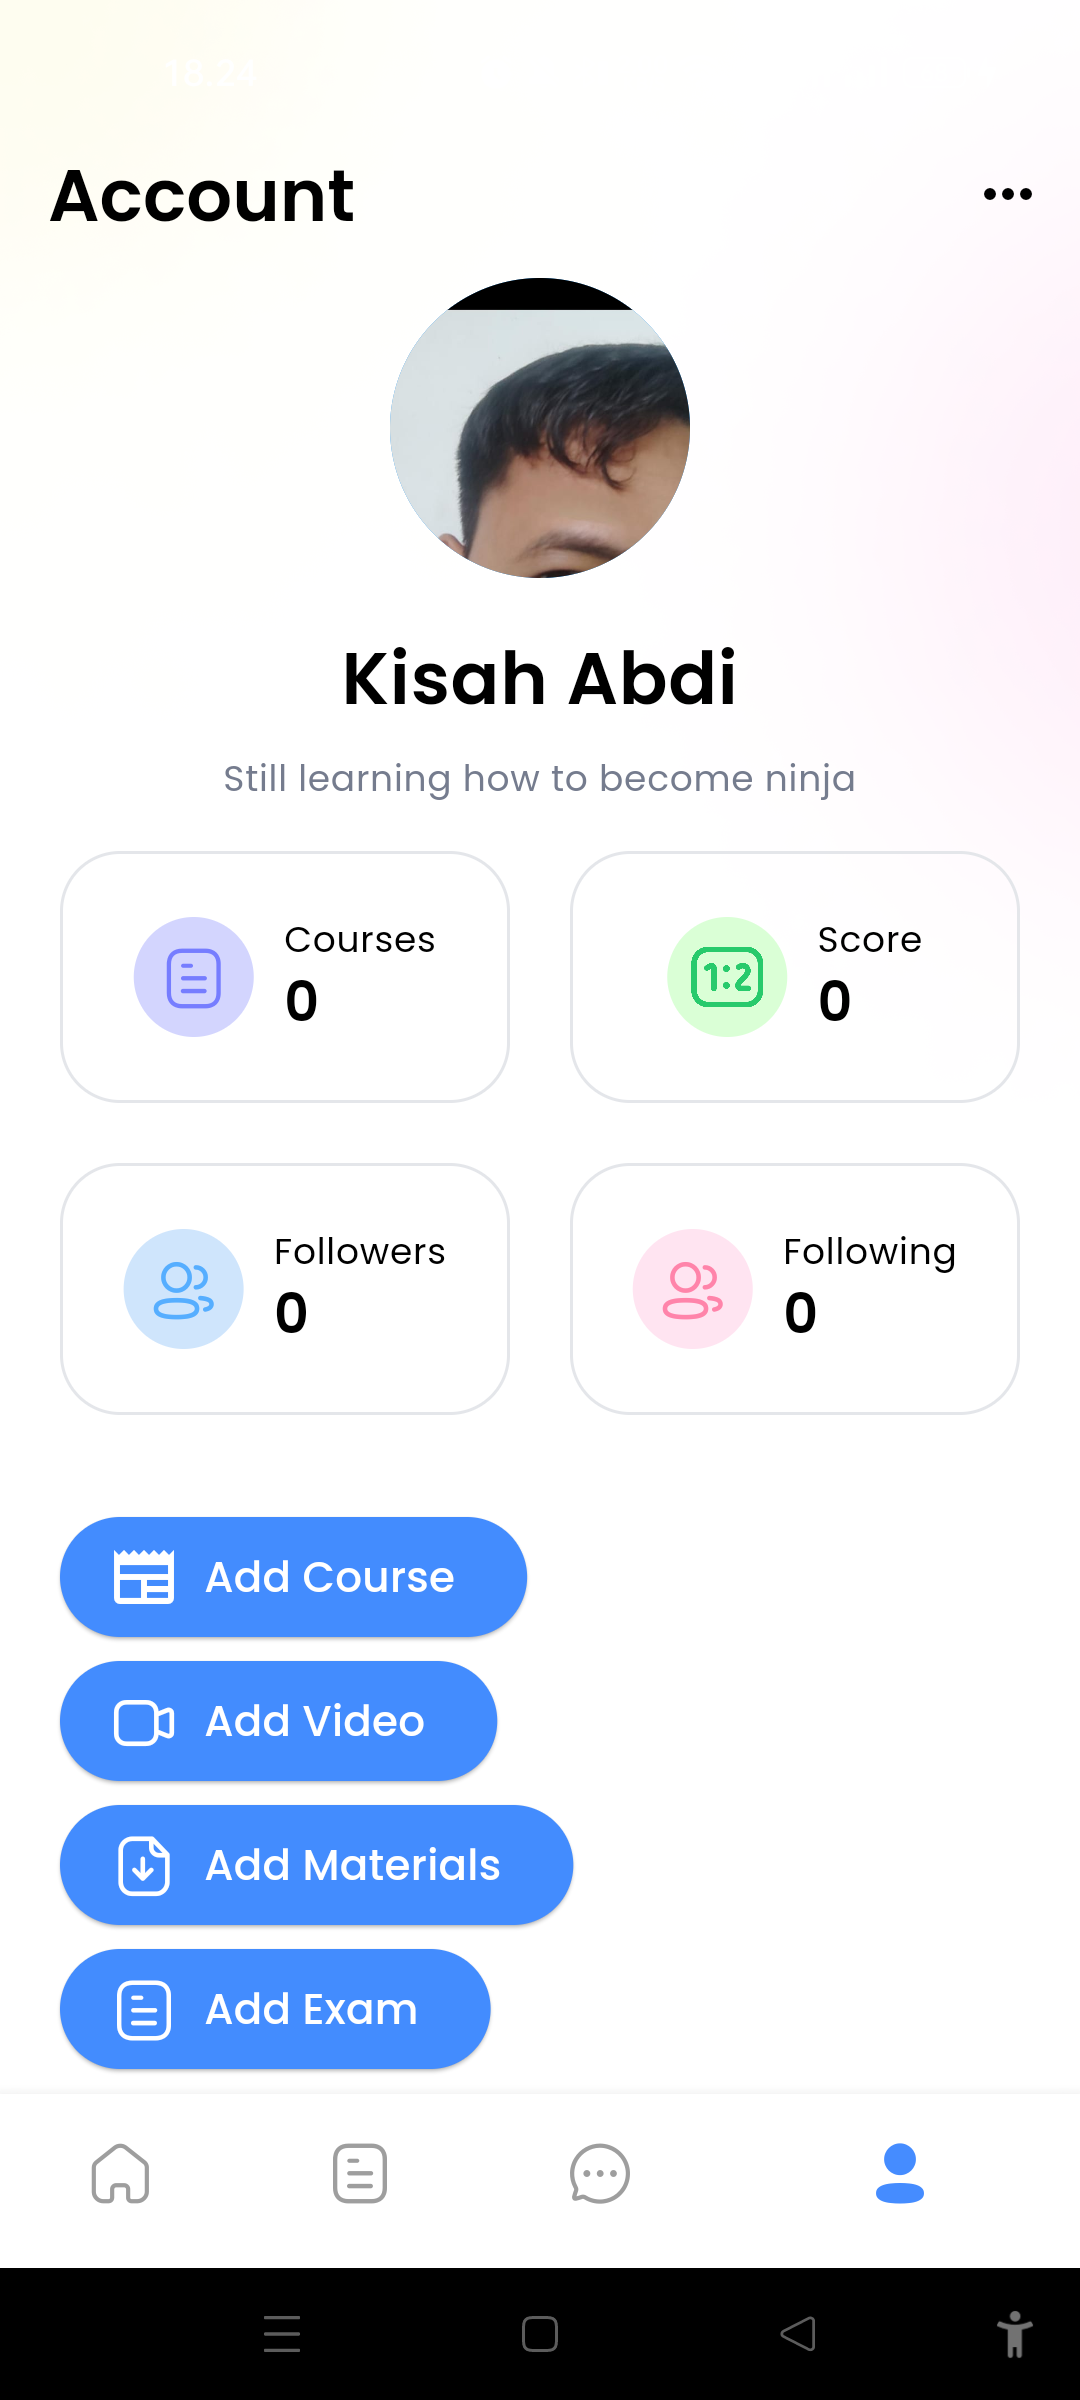 18.24
Account
Kisah Abdi
Still learning how to become ninja
Courses
0
Score
1:2
0
Followers
0
Following
0
Add Course
Add Video
Add Materials
Add Exam